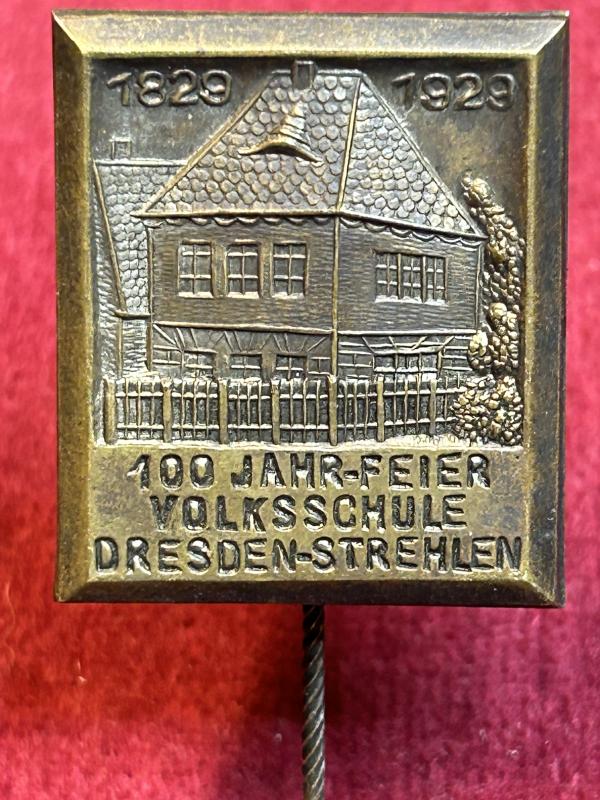 1829 1929
100 JAHR-FEIER
VOLKSSCHULE
DRESDEN-STREHLEN